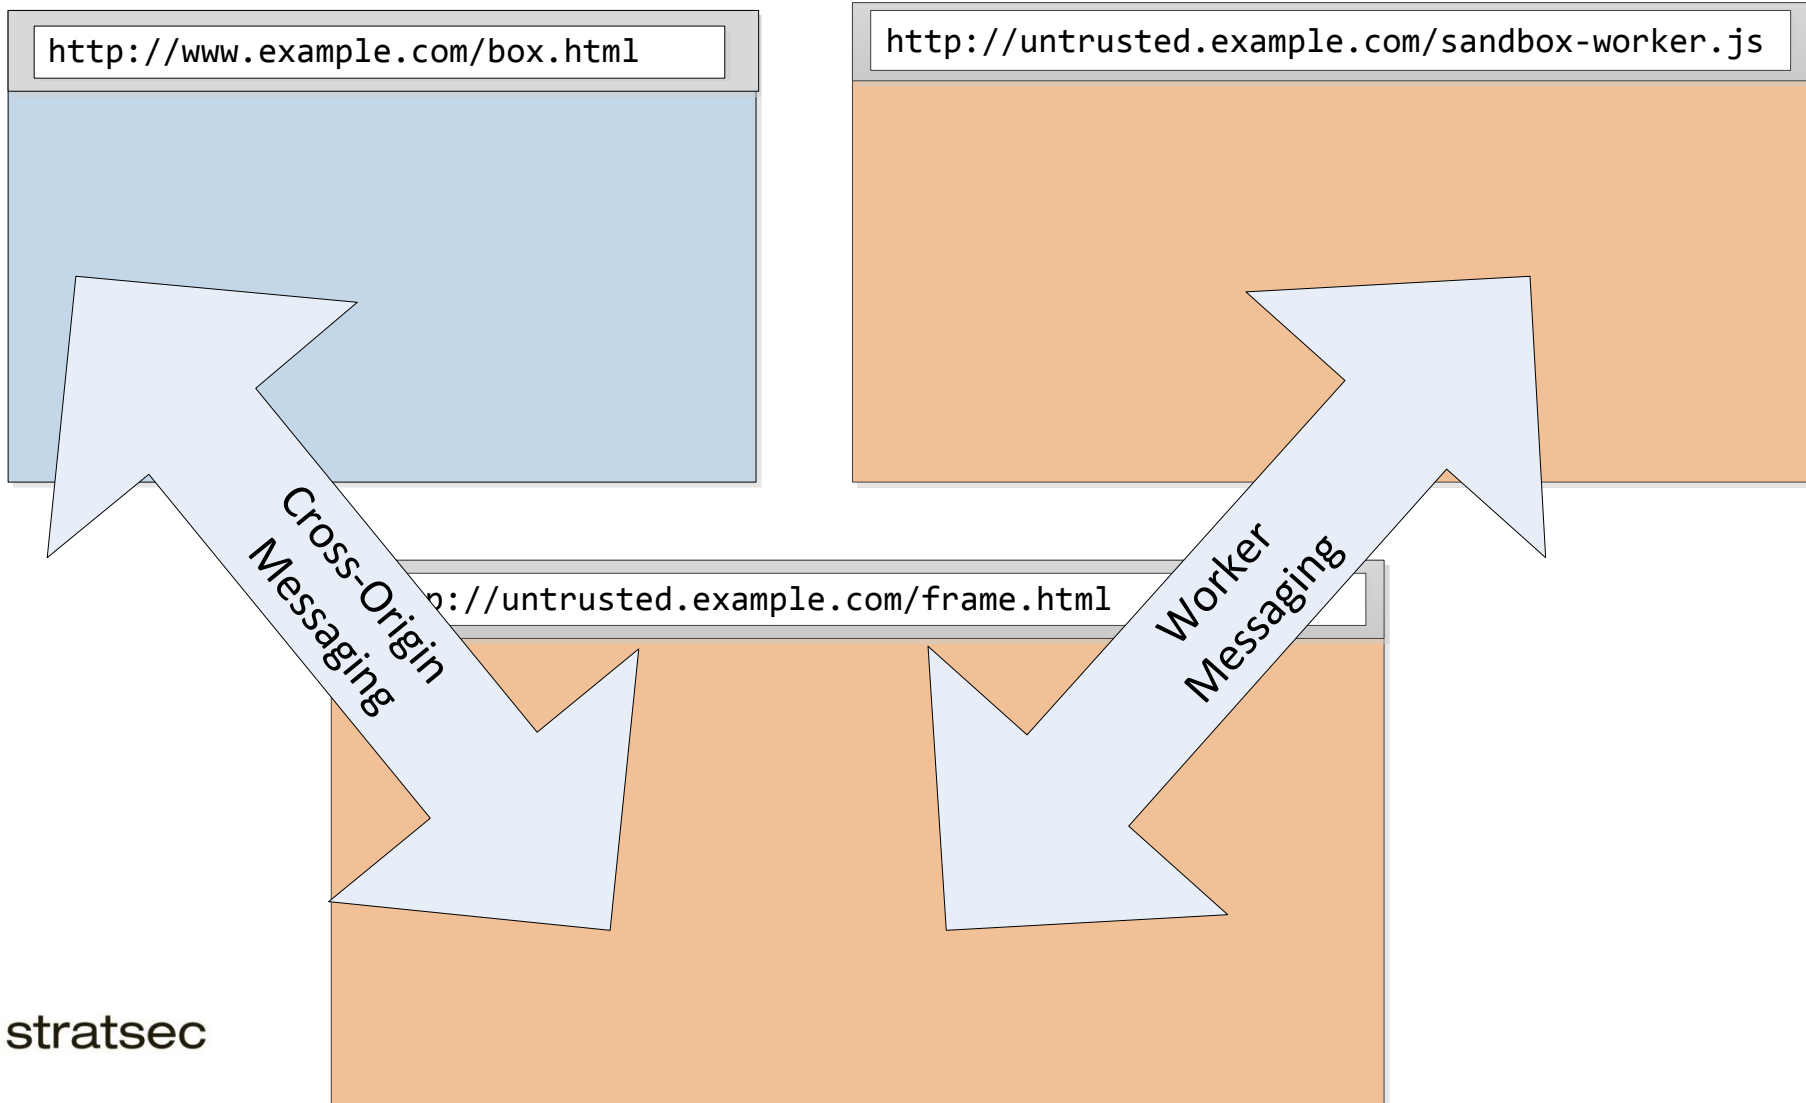 http://www.example.com/box.html
http://untrusted.example.com/sandbox-worker.js
Cross-Origin
Messaging
p://untrusted.example.com/frame.html
Worker
Messaging
stratsec